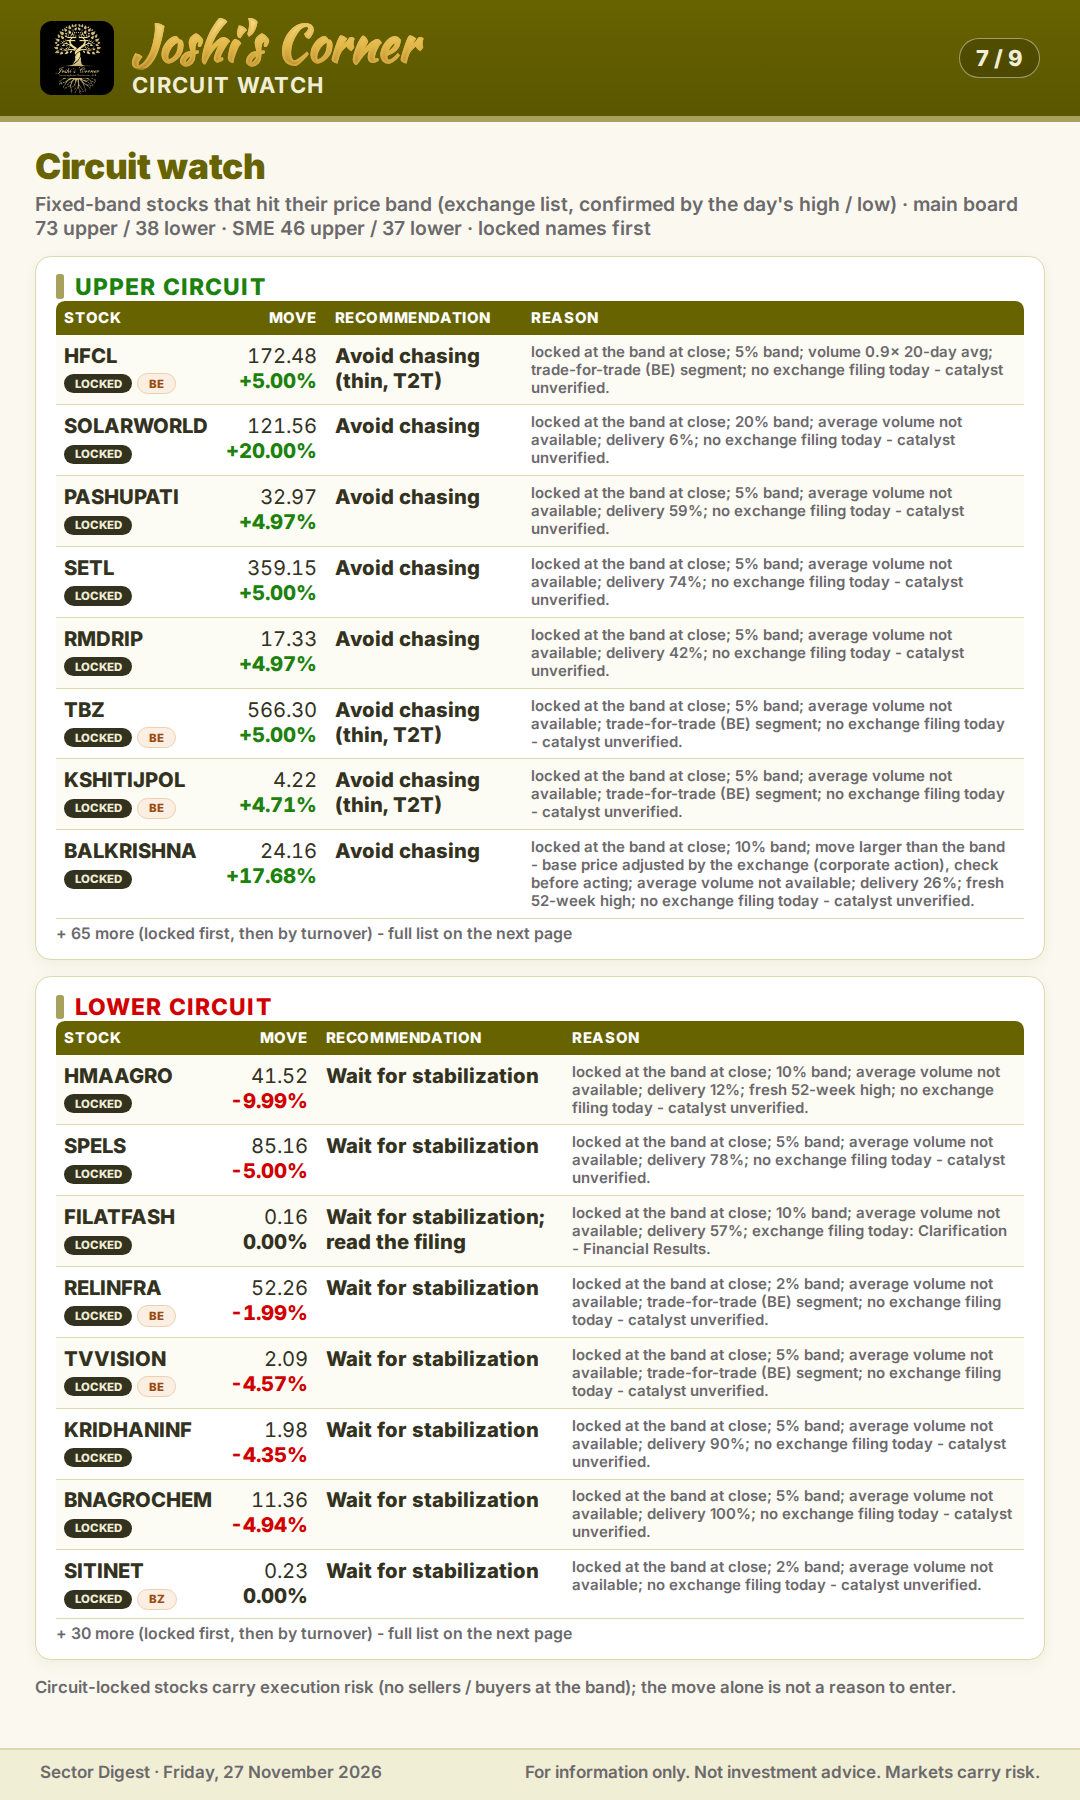 Joshi's Corner
Joshi's Corner
CIRCUIT WATCH
7 / 9
Circuit watch
Fixed-band stocks that hit their price band (exchange list, confirmed by the day's high / low) · main board
73 upper / 38 lower · SME 46 upper / 37 lower · locked names first
UPPER CIRCUIT
STOCK MOVE RECOMMENDATION REASON
HFCL 172.48 Avoid chasing locked at the band at close; 5% band; volume 0.9× 20-day avg;
LOCKED BE +5.00% (thin, T2T) trade-for-trade (BE) segment; no exchange filing today - catalyst
unverified.
SOLARWORLD 121.56 Avoid chasing locked at the band at close; 20% band; average volume not
LOCKED +20.00% available; delivery 6%; no exchange filing today - catalyst
unverified.
PASHUPATI 32.97 Avoid chasing locked at the band at close; 5% band; average volume not
LOCKED +4.97% available; delivery 59%; no exchange filing today - catalyst
unverified.
SETL 359.15 Avoid chasing locked at the band at close; 5% band; average volume not
LOCKED +5.00% available; delivery 74%; no exchange filing today - catalyst
unverified.
RMDRIP 17.33 Avoid chasing locked at the band at close; 5% band; average volume not
LOCKED +4.97% available; delivery 42%; no exchange filing today - catalyst
unverified.
TBZ 566.30 Avoid chasing locked at the band at close; 5% band; average volume not
LOCKED BE +5.00% (thin, T2T) available; trade-for-trade (BE) segment; no exchange filing today
- catalyst unverified.
KSHITIJPOL 4.22 Avoid chasing locked at the band at close; 5% band; average volume not
LOCKED BE +4.71% (thin, T2T) available; trade-for-trade (BE) segment; no exchange filing today
- catalyst unverified.
BALKRISHNA 24.16 Avoid chasing locked at the band at close; 10% band; move larger than the band
LOCKED +17.68% - base price adjusted by the exchange (corporate action), check
before acting; average volume not available; delivery 26%; fresh
52-week high; no exchange filing today - catalyst unverified.
+ 65 more (locked first, then by turnover) - full list on the next page
LOWER CIRCUIT
STOCK MOVE RECOMMENDATION REASON
HMAAGRO 41.52 Wait for stabilization locked at the band at close; 10% band; average volume not
LOCKED -9.99% available; delivery 12%; fresh 52-week high; no exchange
filing today - catalyst unverified.
SPELS 85.16 Wait for stabilization locked at the band at close; 5% band; average volume not
LOCKED -5.00% available; delivery 78%; no exchange filing today - catalyst
unverified.
FILATFASH 0.16 Wait for stabilization; locked at the band at close; 10% band; average volume not
LOCKED 0.00% read the filing available; delivery 57%; exchange filing today: Clarification
- Financial Results.
RELINFRA 52.26 Wait for stabilization locked at the band at close; 2% band; average volume not
LOCKED BE -1.99% available; trade-for-trade (BE) segment; no exchange filing
today - catalyst unverified.
TVVISION 2.09 Wait for stabilization locked at the band at close; 5% band; average volume not
LOCKED BE -4.57% available; trade-for-trade (BE) segment; no exchange filing
today - catalyst unverified.
KRIDHANINF 1.98 Wait for stabilization locked at the band at close; 5% band; average volume not
LOCKED -4.35% available; delivery 90%; no exchange filing today - catalyst
unverified.
BNAGROCHEM 11.36 Wait for stabilization locked at the band at close; 5% band; average volume not
LOCKED -4.94% available; delivery 100%; no exchange filing today - catalyst
unverified.
SITINET 0.23 Wait for stabilization locked at the band at close; 2% band; average volume not
LOCKED BZ 0.00% available; no exchange filing today - catalyst unverified.
+ 30 more (locked first, then by turnover) - full list on the next page
Circuit-locked stocks carry execution risk (no sellers / buyers at the band); the move alone is not a reason to enter.
Sector Digest · Friday, 27 November 2026 For information only. Not investment advice. Markets carry risk.